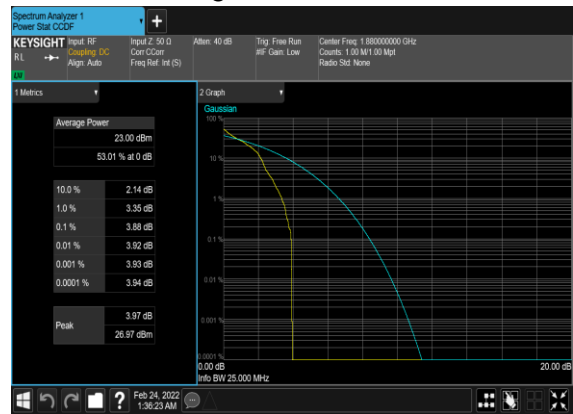 Spectrum Analyzer 1
Power Stat CCDF
+
KEYSIGHT
RL
LW
Input: RF
Coupling: DC
Align: Auto
Input Z: 50 Ω
Corr CCorr
Freq Ref: Int (S)
Atten: 40 dB
Trig: Free Run
#IF Gain: Low
Center Freq: 1.880000000 GHz
Counts: 1.00 M/1.00 Mpt
Radio Std: None
1 Metrics
Average Power
23.00 dBm
53.01 % at 0 dB
10.0 % 2.14 dB
1.0 % 3.35 dB
0.1 % 3.88 dB
0.01 % 3.92 dB
0.001 % 3.93 dB
0.0001 % 3.94 dB
Peak
3.97 dB
26.97 dBm
2 Graph
Gaussian
100 %
10 %
1 %
0.1 %
0.01 %
0.001 %
0.0001 %
0.00 dB 20.00 dB
Info BW 25.000 MHz
? Feb 24, 2022
1:36:23 AM